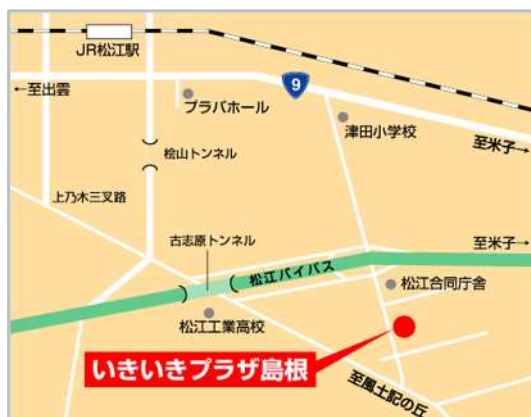 JR松江駅
9
←至出雲
プラバホール
津田小学校
至米子→
桧山トンネル
上乃木三叉路
古志原トンネル
至米子→
松江バイパス
松江合同庁舎
松江工業高校
いきいきプラザ島根
至風土記の丘